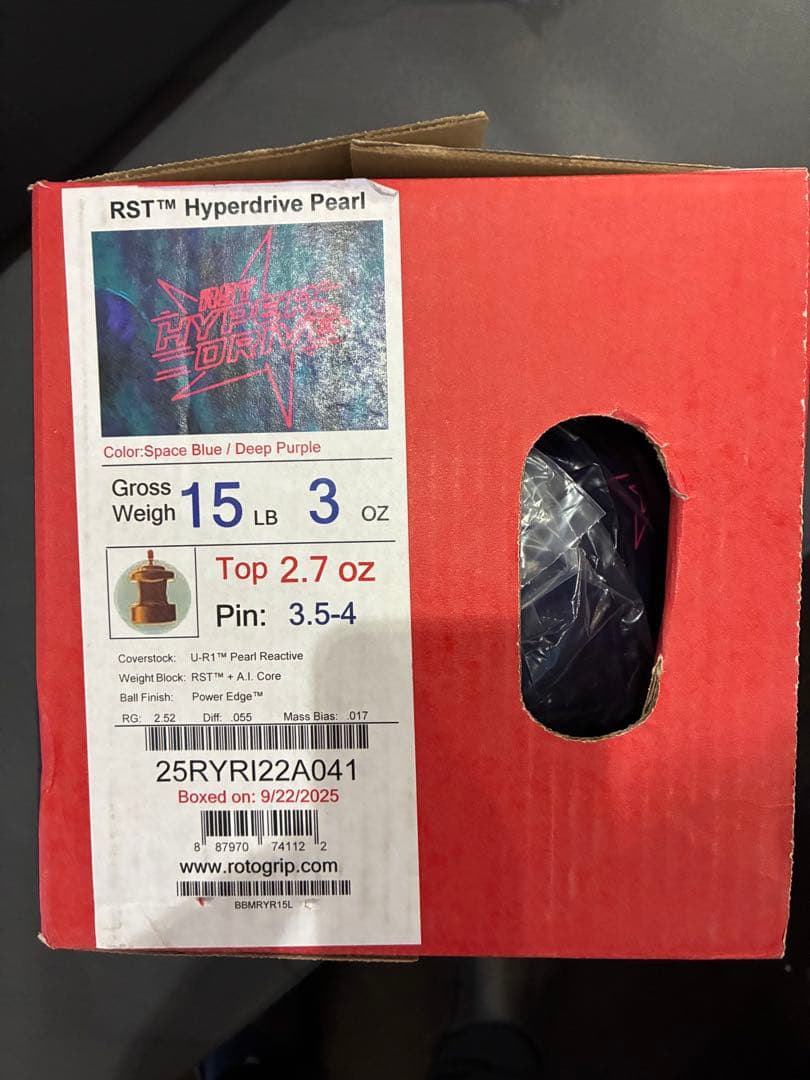 RST™ Hyperdrive Pearl
RST
HYPER
DRIVE
Color:Space Blue / Deep Purple
Gross Weigh 15 LB 3 OZ
Top 2.7 oz
Pin: 3.5-4
Coverstock: U-R1™ Pearl Reactive
Weight Block: RST™ + A.I. Core
Ball Finish: Power Edge™
RG: 2.52 Diff: .055 Mass Bias: .017
25RYRI22A041
Boxed on: 9/22/2025
8 87970 74112 2
www.rotogrip.com
BBMRYR15L